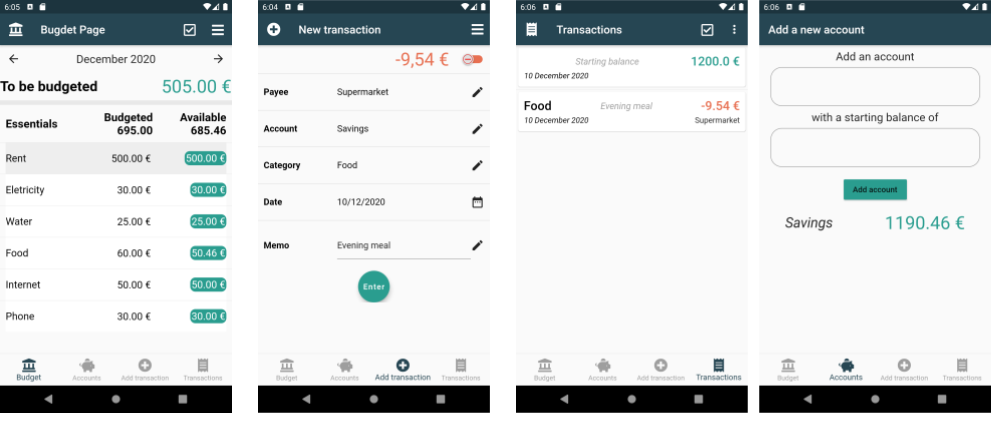 6:05
Bugdet Page
December 2020
To be budgeted 505.00 €
Essentials Budgeted 695.00 Available 685.46
Rent 500.00 € 500.00 €
Eletricity 30.00 € 30.00 €
Water 25.00 € 25.00 €
Food 60.00 € 50.46 €
Internet 50.00 € 50.00 €
Phone 30.00 € 30.00 €
Budget Accounts Add transaction Transactions
6:04
New transaction
-9,54 €
Payee Supermarket
Account Savings
Category Food
Date 10/12/2020
Memo Evening meal
Enter
Budget Accounts Add transaction Transactions
6:06
Transactions
Starting balance 1200.0 €
10 December 2020
Food Evening meal -9.54 €
10 December 2020 Supermarket
Budget Accounts Add transaction Transactions
6:06
Add a new account
Add an account
with a starting balance of
Add account
Savings 1190.46 €
Budget Accounts Add transaction Transactions